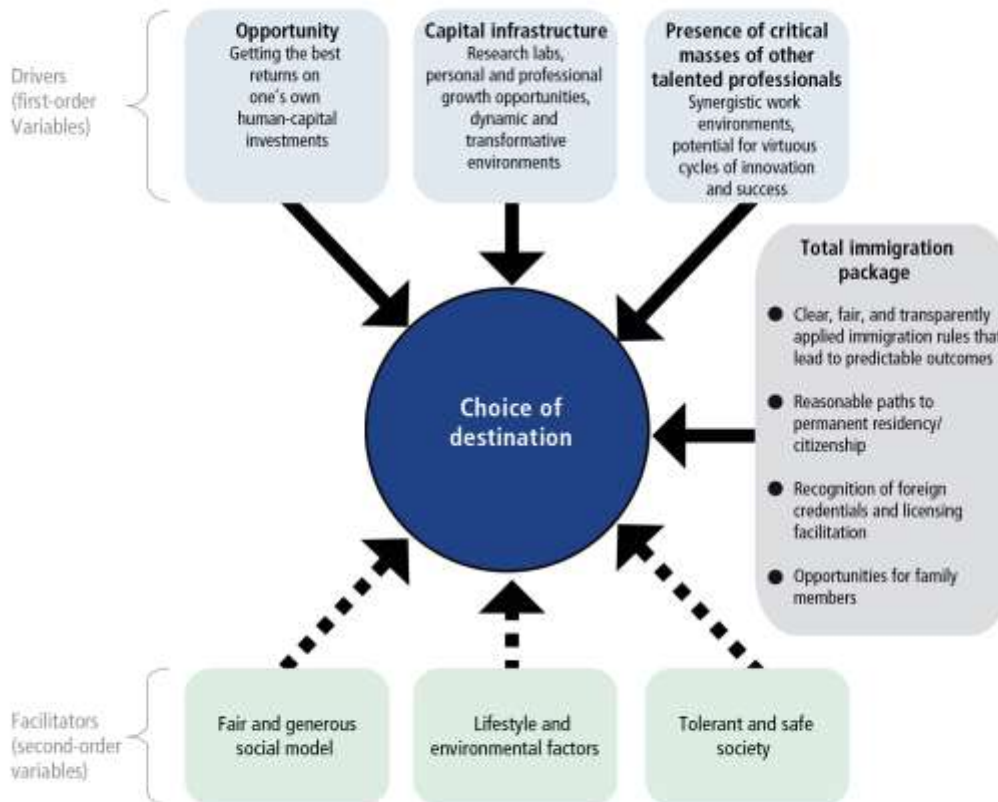 Drivers
(first-order
Variables)
Opportunity
Getting the best
returns on
one´s own
human-capital
investments
Capital infrastructure
Research labs,
personal and professional
growth opportunities,
dynamic and
transformative
environments
Presence of critical
masses of other
talented professionals
Synergistic work
environments,
potential for virtuous
cycles of innovation
and success
Total immigration
package
● Clear, fair, and transparently
applied immigration rules that
lead to predictable outcomes
● Reasonable paths to
permanent residency/
citizenship
● Recognition of foreign
credentials and licensing
facilitation
● Opportunities for family
members
Choice of
destination
Facilitators
(second-order
variables)
Fair and generous
social model
Lifestyle and
environmental factors
Tolerant and safe
society